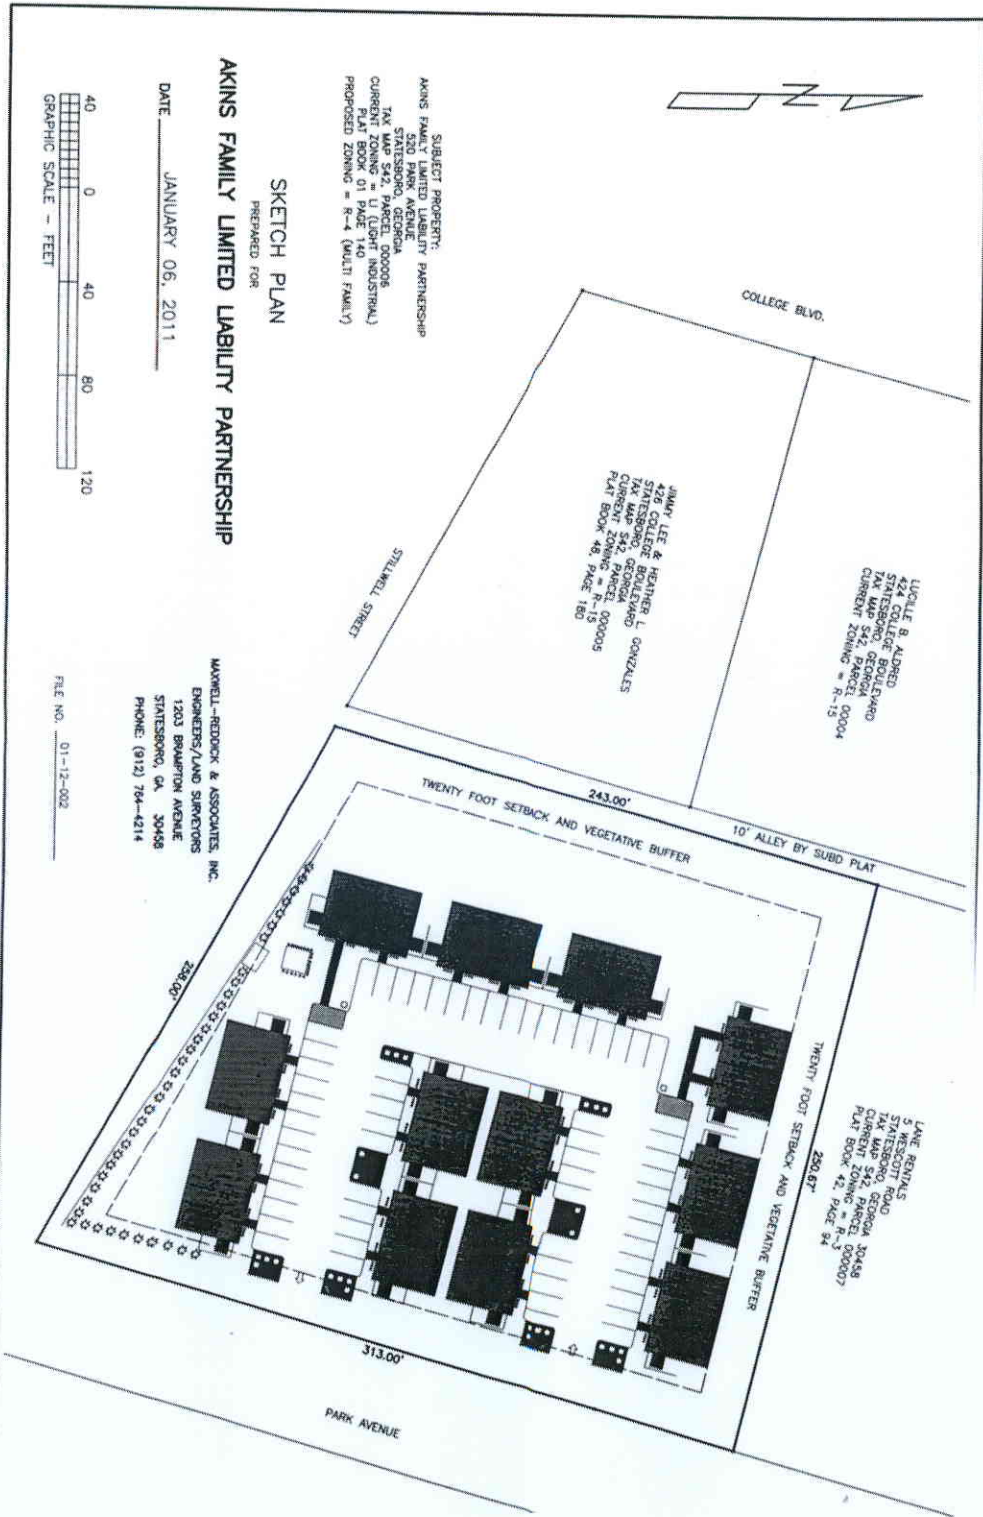 SUBJECT PROPERTY:
AKINS FAMILY LIMITED LIABILITY PARTNERSHIP
520 PARK AVENUE
STATESBORO, GEORGIA
TAX MAP S42, PARCEL 000006
CURRENT ZONING = LI (LIGHT INDUSTRIAL)
PLAT BOOK 01 PAGE 140
PROPOSED ZONING = R-4 (MULTI FAMILY)
SKETCH PLAN
PREPARED FOR
AKINS FAMILY LIMITED LIABILITY PARTNERSHIP
DATE JANUARY 06, 2011
40 0 40 80 120
GRAPHIC SCALE - FEET
COLLEGE BLVD.
LUCILLE B. ALDRED
424 COLLEGE BOULEVARD
STATESBORO, GEORGIA
TAX MAP S42, PARCEL 00004
CURRENT ZONING = R-15
JIMMY LEE & HEATHER L. GONZALES
426 COLLEGE BOULEVARD
STATESBORO, GEORGIA
TAX MAP S42, PARCEL 000005
CURRENT ZONING = R-15
PLAT BOOK 48, PAGE 180
STILLWELL STREET
MAXWELL-REDDICK & ASSOCIATES, INC.
ENGINEERS/LAND SURVEYORS
1203 BRAMPTON AVENUE
STATESBORO, GA. 30458
PHONE: (912) 764-4214
FILE NO. 01-12-002
243.00'
10' ALLEY BY SUBD PLAT
TWENTY FOOT SETBACK AND VEGETATIVE BUFFER
LANE RENTALS
5 WESCOTT ROAD
STATESBORO, GEORGIA 30458
TAX MAP S42, PARCEL 000007
CURRENT ZONING = R-3
PLAT BOOK 42, PAGE 94
250.67'
TWENTY FOOT SETBACK AND VEGETATIVE BUFFER
258.00'
313.00'
PARK AVENUE
N